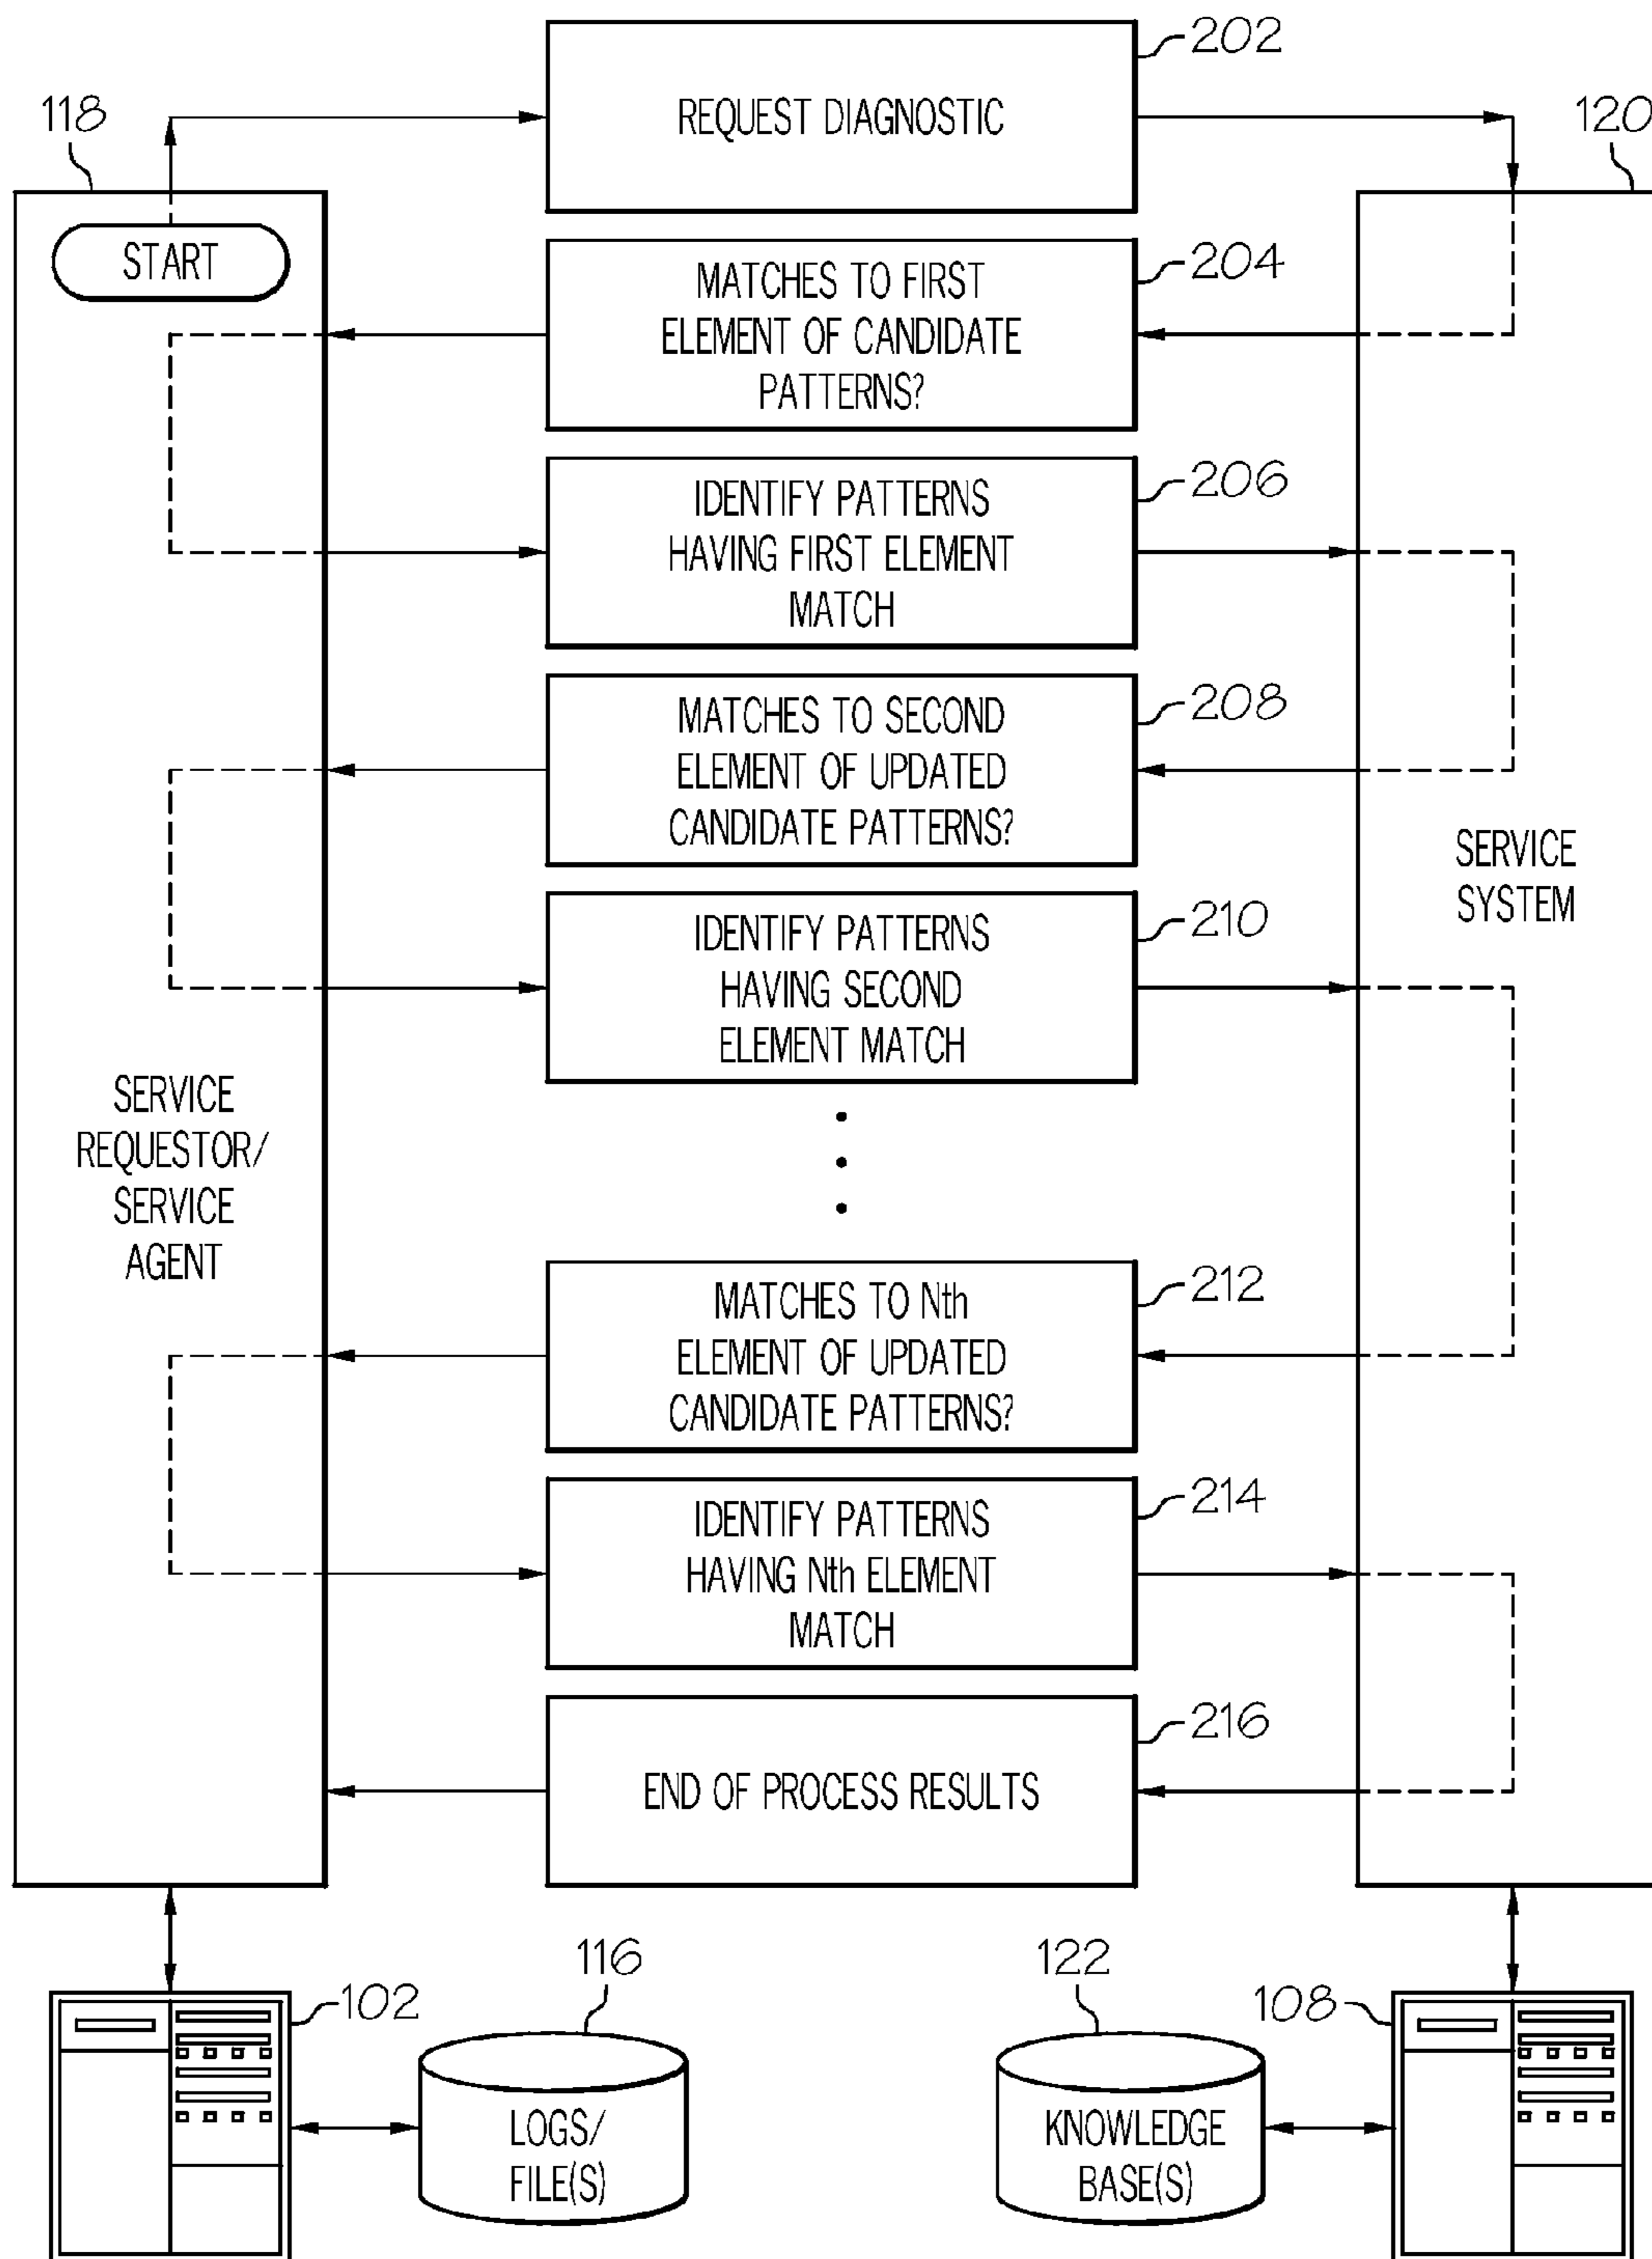 202
REQUEST DIAGNOSTIC
118
120
START
204
MATCHES TO FIRST
ELEMENT OF CANDIDATE
PATTERNS?
206
IDENTIFY PATTERNS
HAVING FIRST ELEMENT
MATCH
208
MATCHES TO SECOND
ELEMENT OF UPDATED
CANDIDATE PATTERNS?
SERVICE
SYSTEM
210
IDENTIFY PATTERNS
HAVING SECOND
ELEMENT MATCH
SERVICE
REQUESTOR/
SERVICE
AGENT
212
MATCHES TO Nth
ELEMENT OF UPDATED
CANDIDATE PATTERNS?
214
IDENTIFY PATTERNS
HAVING Nth ELEMENT
MATCH
216
END OF PROCESS RESULTS
102
116
LOGS/
FILE(S)
122
KNOWLEDGE
BASE(S)
108